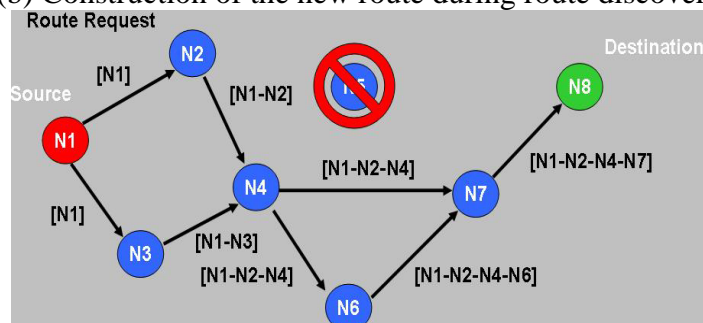 (b) Construction of the new route during route discover
Route Request
N2
Destination
[N1]
Source
[N1-N2]
N8
N1
[N1-N2-N4]
[N1-N2-N4-N7]
N4
N7
[N1]
[N1-N3]
N3
[N1-N2-N4]
[N1-N2-N4-N6]
N6